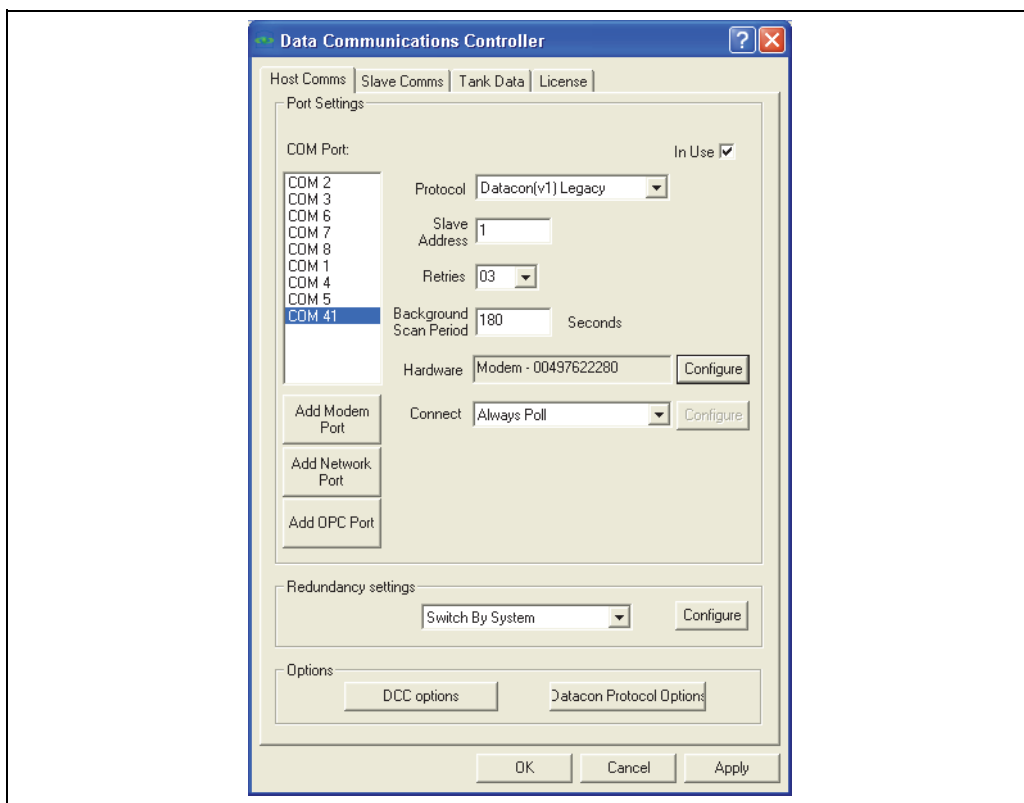 Data Communications Controller
Host Comms Slave Comms Tank Data License
Port Settings
COM Port:
In Use
COM 2
COM 3
COM 6
COM 7
COM 8
COM 1
COM 4
COM 5
COM 41
Protocol Datacon(v1) Legacy
Slave
Address 1
Retries 03
Background
Scan Period 180 Seconds
Hardware Modem - 00497622280 Configure
Connect Always Poll Configure
Add Modem
Port
Add Network
Port
Add OPC Port
Redundancy settings
Switch By System Configure
Options
DCC options Datacon Protocol Options
OK Cancel Apply